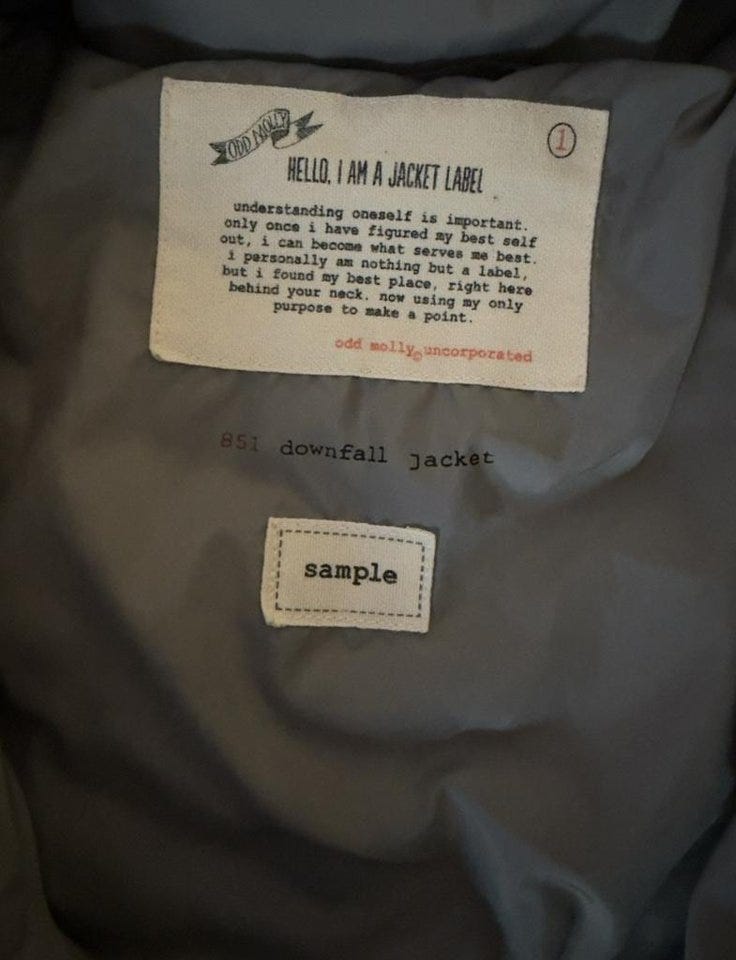 ODD MOLLY
1
HELLO, I AM A JACKET LABEL
understanding oneself is important.
only once i have figured my best self
out, i can become what serves me best.
i personally am nothing but a label,
but i found my best place, right here
behind your neck. now using my only
purpose to make a point.
odd molly© uncorporated
851 downfall jacket
sample